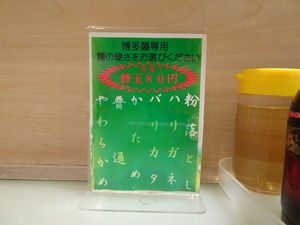 博多麺専用
麺の硬さをお選びください
替玉80円
粉落とし
ハリガネ
バリカタ
かため
普通
やわらかめ